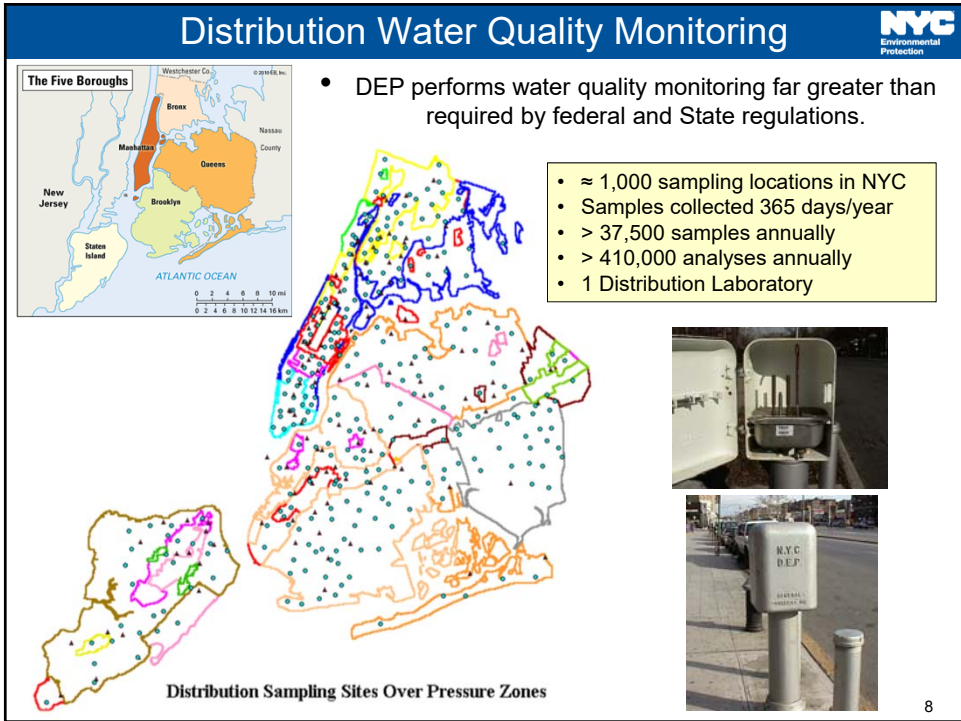 Distribution Water Quality Monitoring
NYC
Environmental
Protection
The Five Boroughs
Westchester Co.
© 2010 EB, Inc.
Bronx
Nassau
County
Manhattan
Queens
New
Jersey
Brooklyn
Staten
Island
ATLANTIC OCEAN
0 2 4 6 8 10 mi
0 2 4 6 8 10 12 14 16 km
• DEP performs water quality monitoring far greater than
required by federal and State regulations.
• ≈ 1,000 sampling locations in NYC
• Samples collected 365 days/year
• > 37,500 samples annually
• > 410,000 analyses annually
• 1 Distribution Laboratory
N.Y.C.
D.E.P.
Distribution Sampling Sites Over Pressure Zones
8